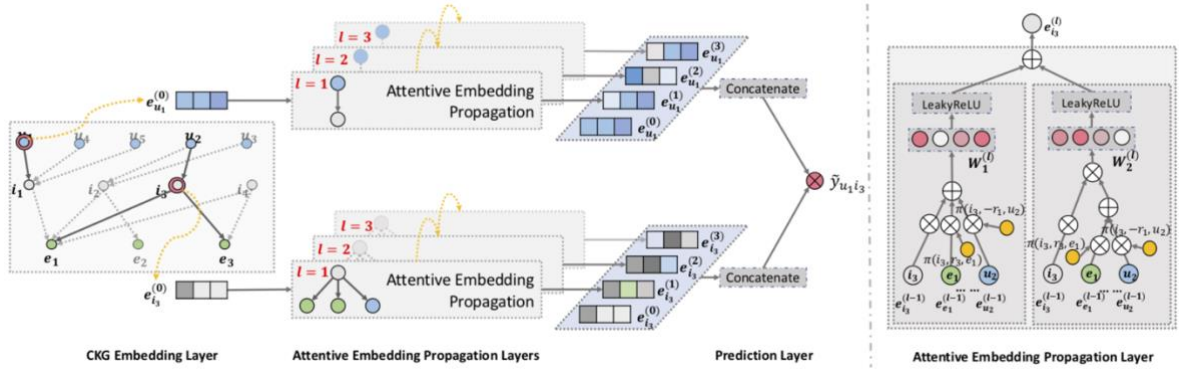 l = 3
l = 2
l = 1
Attentive Embedding
Propagation
e_{u_1}^{(0)}
e_{u_1}^{(3)}
e_{u_1}^{(2)}
e_{u_1}^{(1)}
e_{u_1}^{(0)}
Concatenate
u_4
u_5
u_2
u_3
i_1
i_2
i_3
e_1
e_2
e_3
ỹ_{u_1 i_3}
l = 3
l = 2
l = 1
Attentive Embedding
Propagation
e_{i_3}^{(0)}
e_{i_3}^{(3)}
e_{i_3}^{(2)}
e_{i_3}^{(1)}
e_{i_3}^{(0)}
Concatenate
CKG Embedding Layer
Attentive Embedding Propagation Layers
Prediction Layer
e_{i_3}^{(l)}
LeakyReLU
LeakyReLU
W_1^{(l)}
W_2^{(l)}
π(i_3, −r_1, u_2)
π(i_3, r_3, e_1)
π(i_3, −r_1, u_2)
π(i_3, r_3, e_1)
i_3 e_1 u_2
e_{i_3}^{(l-1)} e_{e_1}^{(l-1)} ... ... e_{u_2}^{(l-1)}
i_3 e_1 u_2
e_{i_3}^{(l-1)} e_{e_1}^{(l-1)} ... ... e_{u_2}^{(l-1)}
Attentive Embedding Propagation Layer